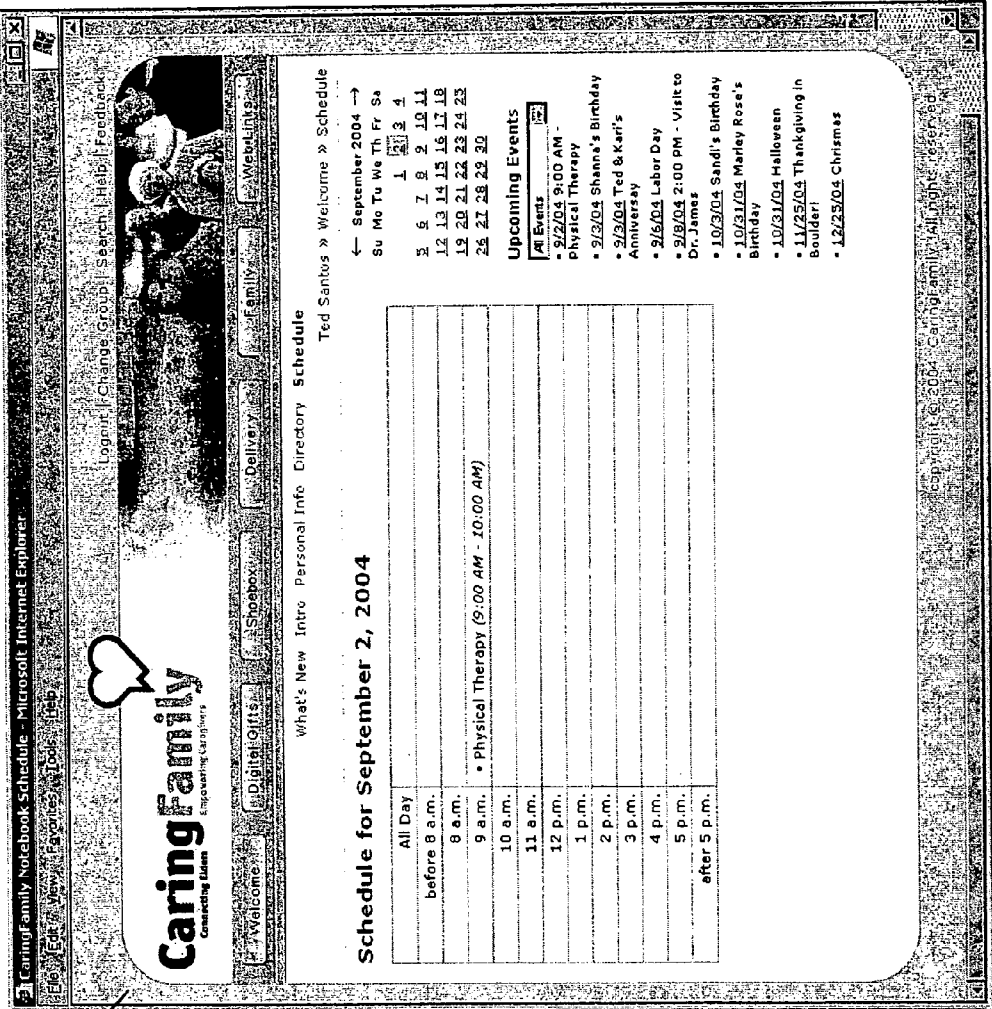 CaringFamily Notebook Schedule - Microsoft Internet Explorer
File Edit View Favorites Tools Help
Logout | Change Group | Search | Help | Feedback
CaringFamily
Connecting Elders Empowering Caregivers
Welcome Digital Gifts Shoebox Delivery Family WebLinks
What's New Intro Personal Info Directory Schedule
Ted Santos » Welcome » Schedule
Schedule for September 2, 2004
All Day
before 8 a.m.
8 a.m.
9 a.m. • Physical Therapy (9:00 AM - 10:00 AM)
10 a.m.
11 a.m.
12 p.m.
1 p.m.
2 p.m.
3 p.m.
4 p.m.
5 p.m.
after 5 p.m.
← September 2004 →
Su Mo Tu We Th Fr Sa
1 2 3 4
5 6 7 8 9 10 11
12 13 14 15 16 17 18
19 20 21 22 23 24 25
26 27 28 29 30
Upcoming Events
All Events
• 9/2/04 9:00 AM -
Physical Therapy
• 9/3/04 Shanna's Birthday
• 9/3/04 Ted & Kari's
Anniversay
• 9/6/04 Labor Day
• 9/8/04 2:00 PM - Visit to
Dr. James
• 10/3/04 Sandi's Birthday
• 10/31/04 Marley Rose's
Birthday
• 10/31/04 Halloween
• 11/25/04 Thankgiving in
Boulder!
• 12/25/04 Christmas
copyright © 2004 CaringFamily | All right reserved